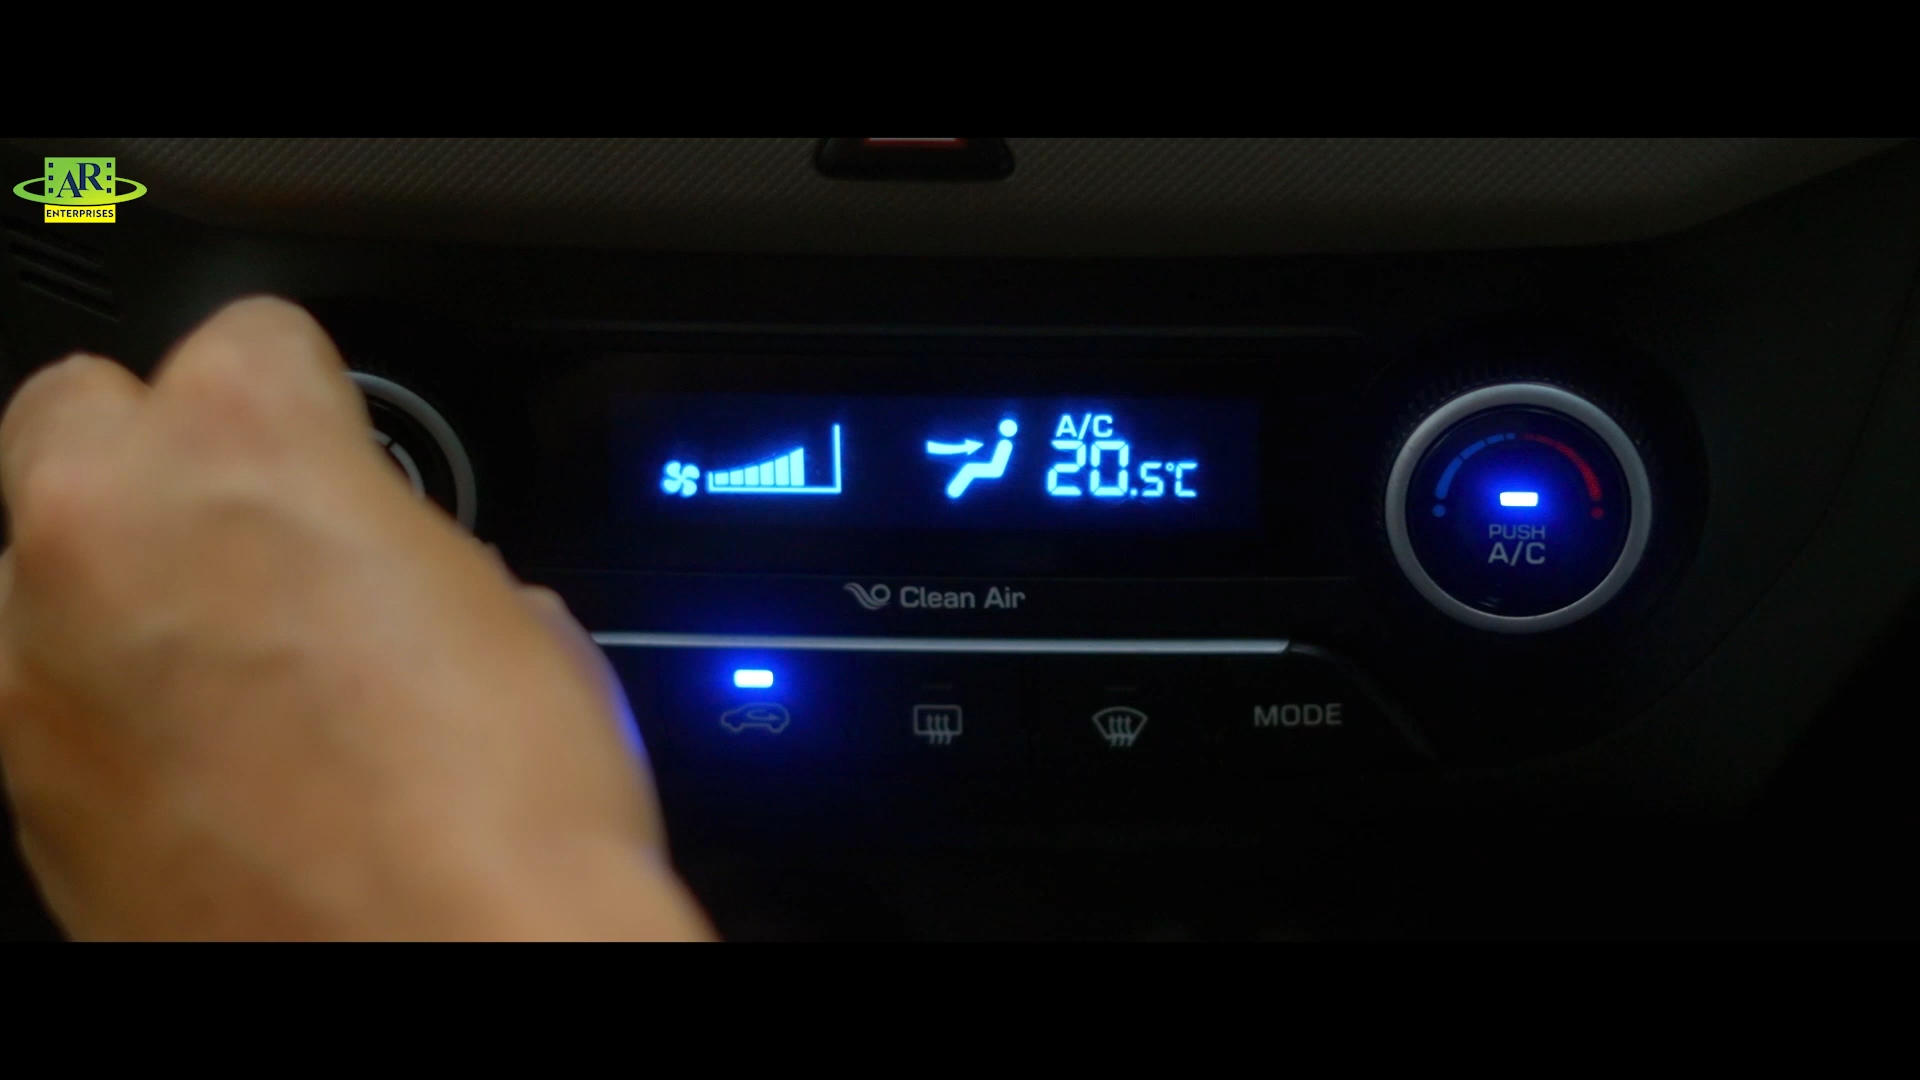 AR
ENTERPRISES
A/C
20.5°C
PUSH
A/C
Clean Air
MODE